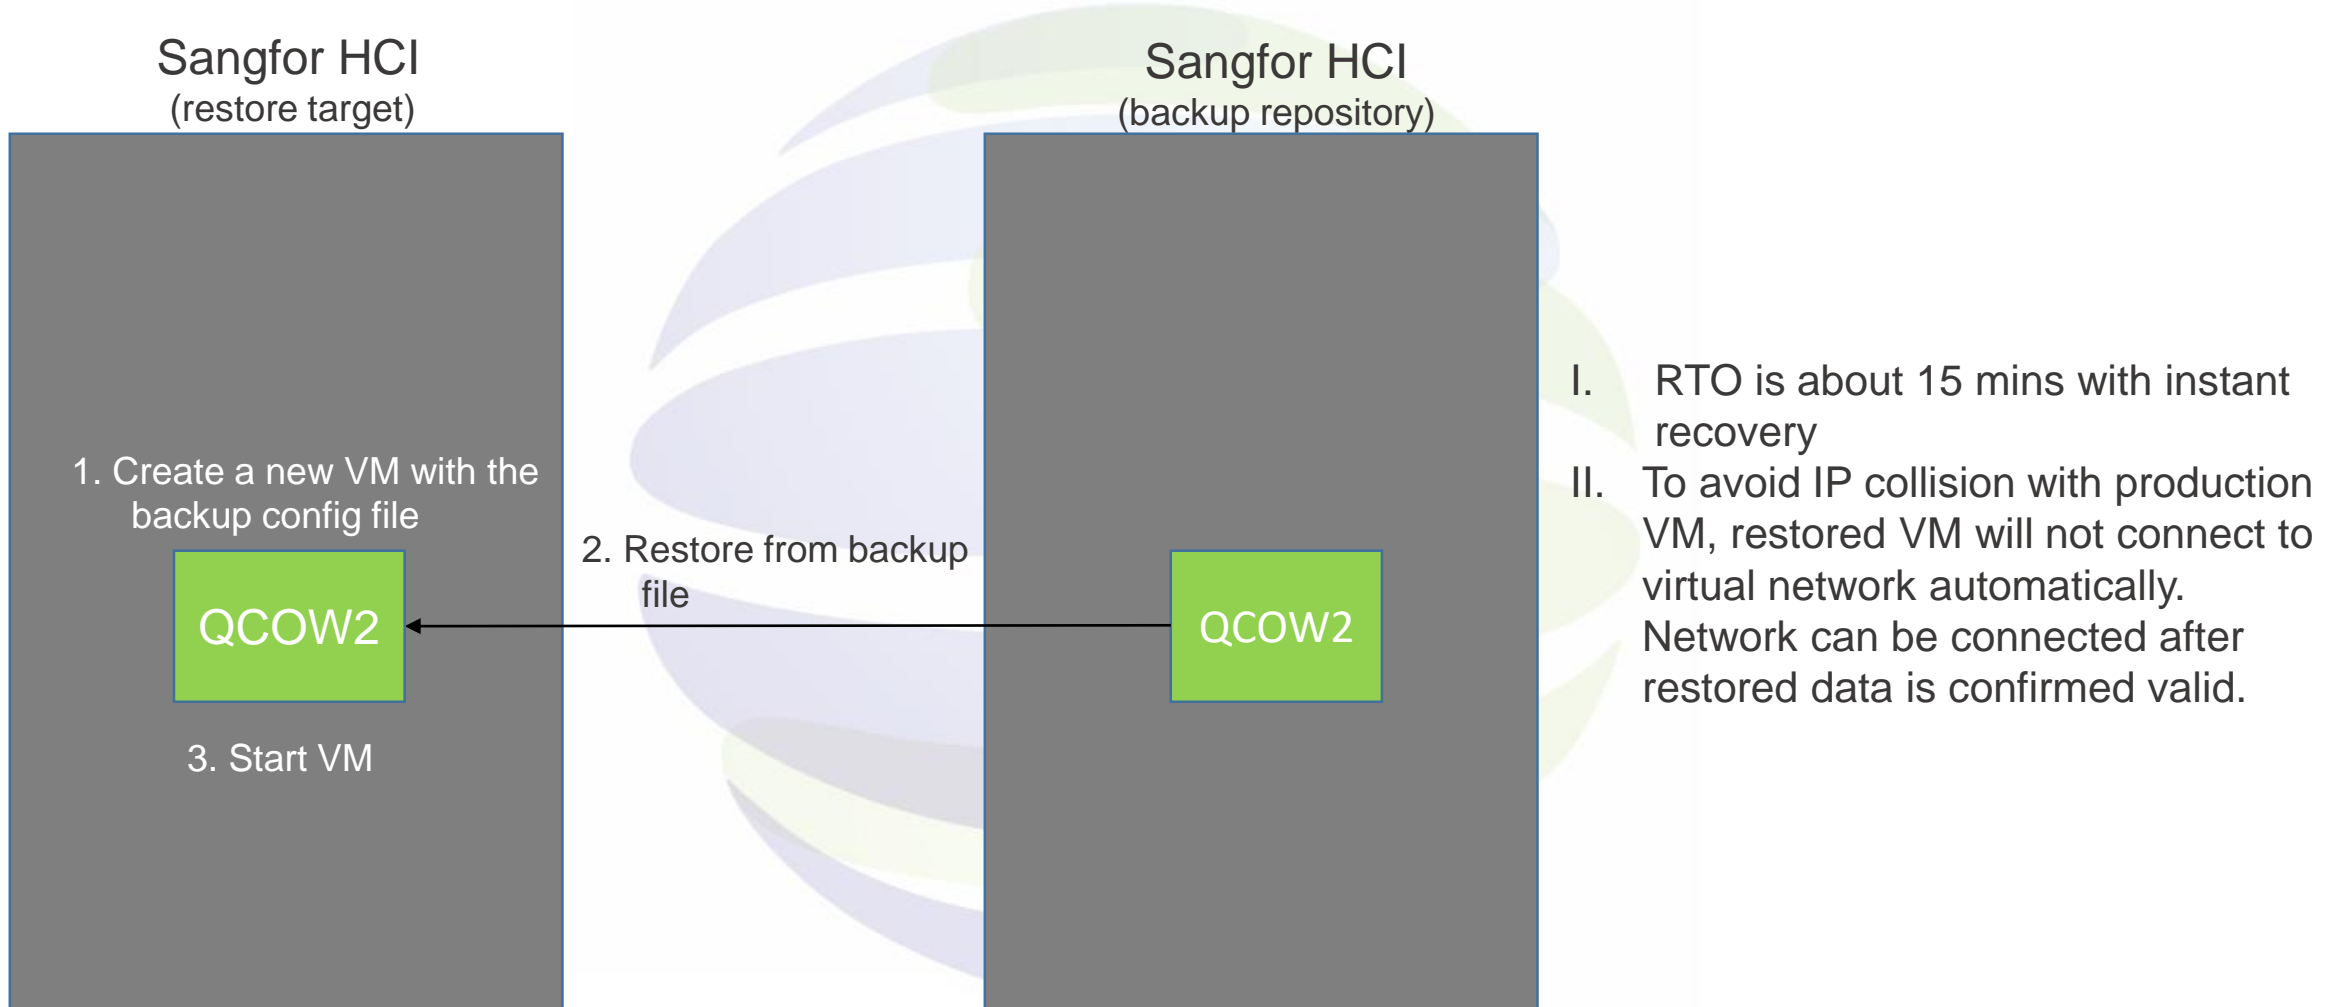 Sangfor HCI
(restore target)
1. Create a new VM with the
backup config file
QCOW2
3. Start VM
2. Restore from backup
file
Sangfor HCI
(backup repository)
QCOW2
I. RTO is about 15 mins with instant
recovery
II. To avoid IP collision with production
VM, restored VM will not connect to
virtual network automatically.
Network can be connected after
restored data is confirmed valid.